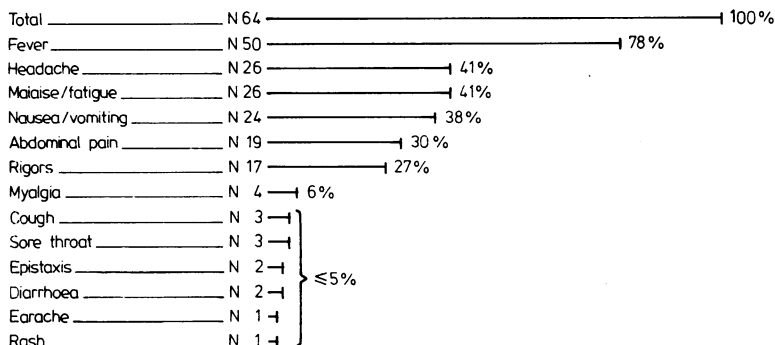 Total N 64 100%
Fever N 50 78%
Headache N 26 41%
Malaise/fatigue N 26 41%
Nausea/vomiting N 24 38%
Abdominal pain N 19 30%
Rigors N 17 27%
Myalgia N 4 6%
Cough N 3
Sore throat N 3
Epistaxis N 2 ≤5%
Diarrhoea N 2
Earache N 1
Rash N 1